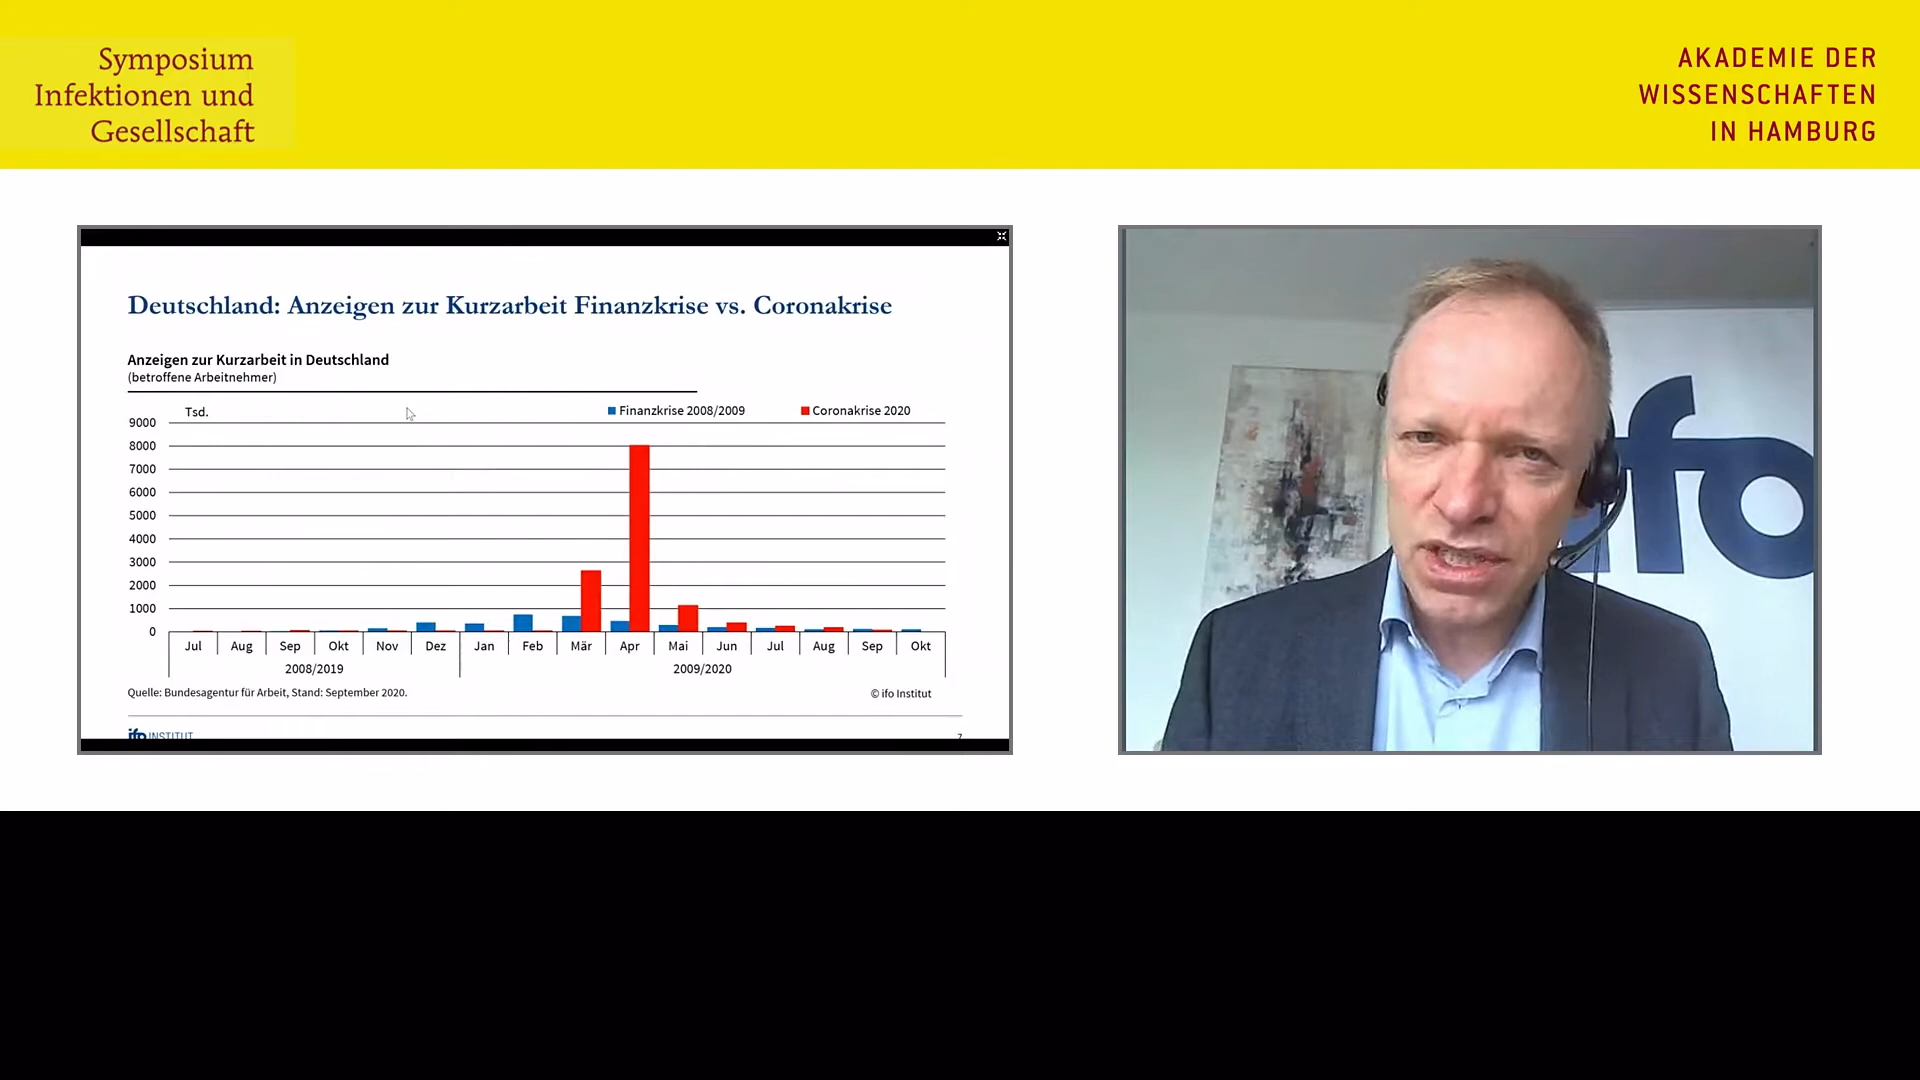 Symposium
Infektionen und
Gesellschaft
AKADEMIE DER
WISSENSCHAFTEN
IN HAMBURG
Deutschland: Anzeigen zur Kurzarbeit Finanzkrise vs. Coronakrise
Anzeigen zur Kurzarbeit in Deutschland
(betroffene Arbeitnehmer)
Tsd.
Finanzkrise 2008/2009 Coronakrise 2020
9000
8000
7000
6000
5000
4000
3000
2000
1000
0
Jul Aug Sep Okt Nov Dez Jan Feb Mär Apr Mai Jun Jul Aug Sep Okt
2008/2019 2009/2020
Quelle: Bundesagentur für Arbeit, Stand: September 2020. © ifo Institut
ifo INSTITUT 7
ifo